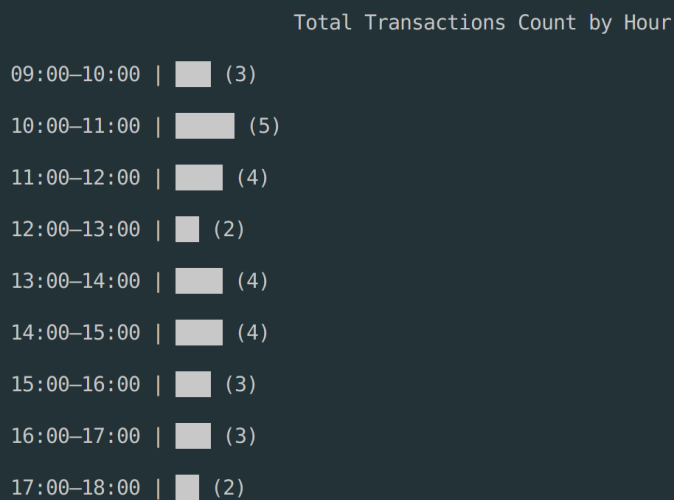 Total Transactions Count by Hour
09:00–10:00 | ███ (3)
10:00–11:00 | █████ (5)
11:00–12:00 | ████ (4)
12:00–13:00 | ██ (2)
13:00–14:00 | ████ (4)
14:00–15:00 | ████ (4)
15:00–16:00 | ███ (3)
16:00–17:00 | ███ (3)
17:00–18:00 | ██ (2)